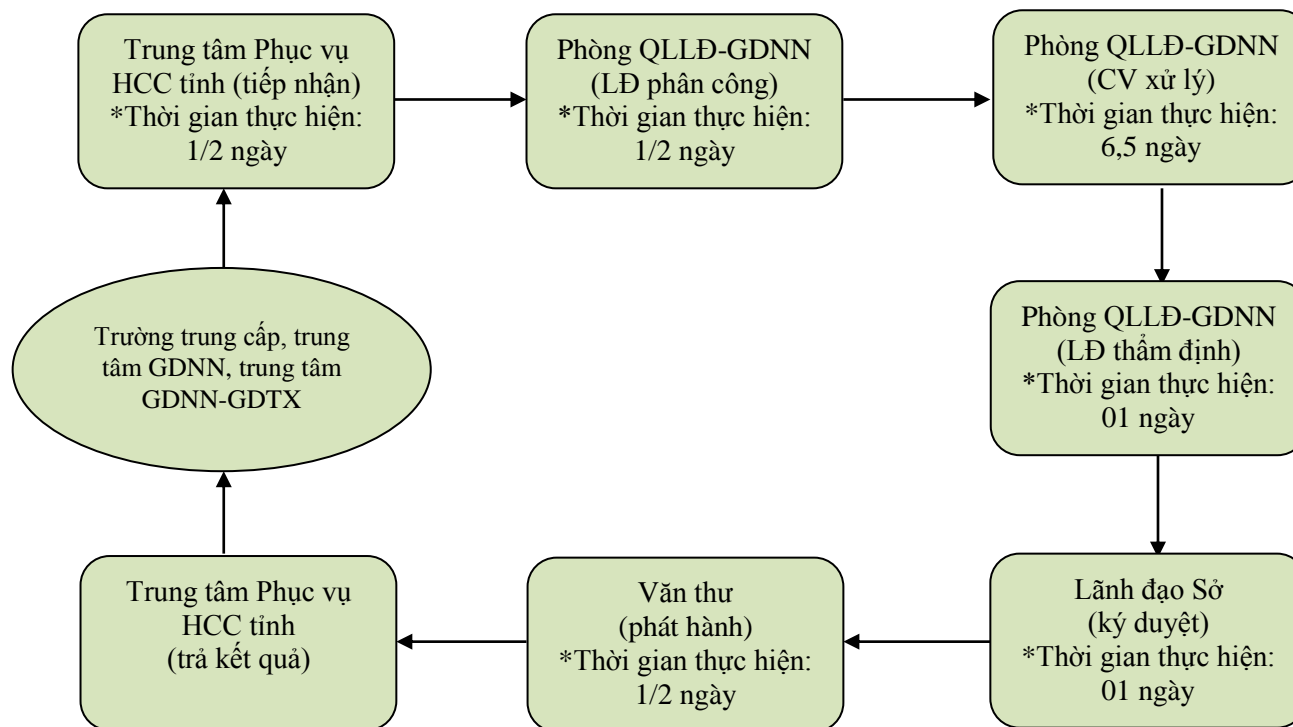 Trung tâm Phục vụ
HCC tỉnh (tiếp nhận)
*Thời gian thực hiện:
1/2 ngày
Phòng QLLĐ-GDNN
(LĐ phân công)
*Thời gian thực hiện:
1/2 ngày
Phòng QLLĐ-GDNN
(CV xử lý)
*Thời gian thực hiện:
6,5 ngày
Phòng QLLĐ-GDNN
(LĐ thẩm định)
*Thời gian thực hiện:
01 ngày
Lãnh đạo Sở
(ký duyệt)
*Thời gian thực hiện:
01 ngày
Văn thư
(phát hành)
*Thời gian thực hiện:
1/2 ngày
Trung tâm Phục vụ
HCC tỉnh
(trả kết quả)
Trường trung cấp, trung
tâm GDNN, trung tâm
GDNN-GDTX